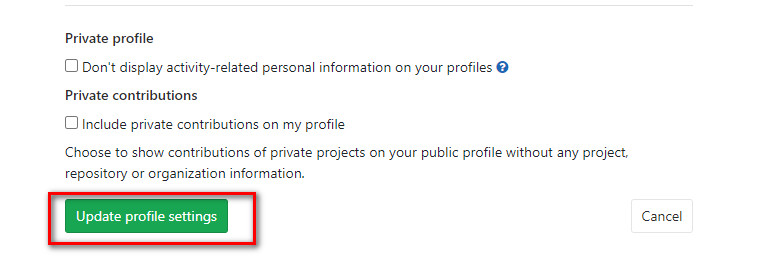 Private profile
Don't display activity-related personal information on your profiles ?
Private contributions
Include private contributions on my profile
Choose to show contributions of private projects on your public profile without any project,
repository or organization information.
Update profile settings
Cancel